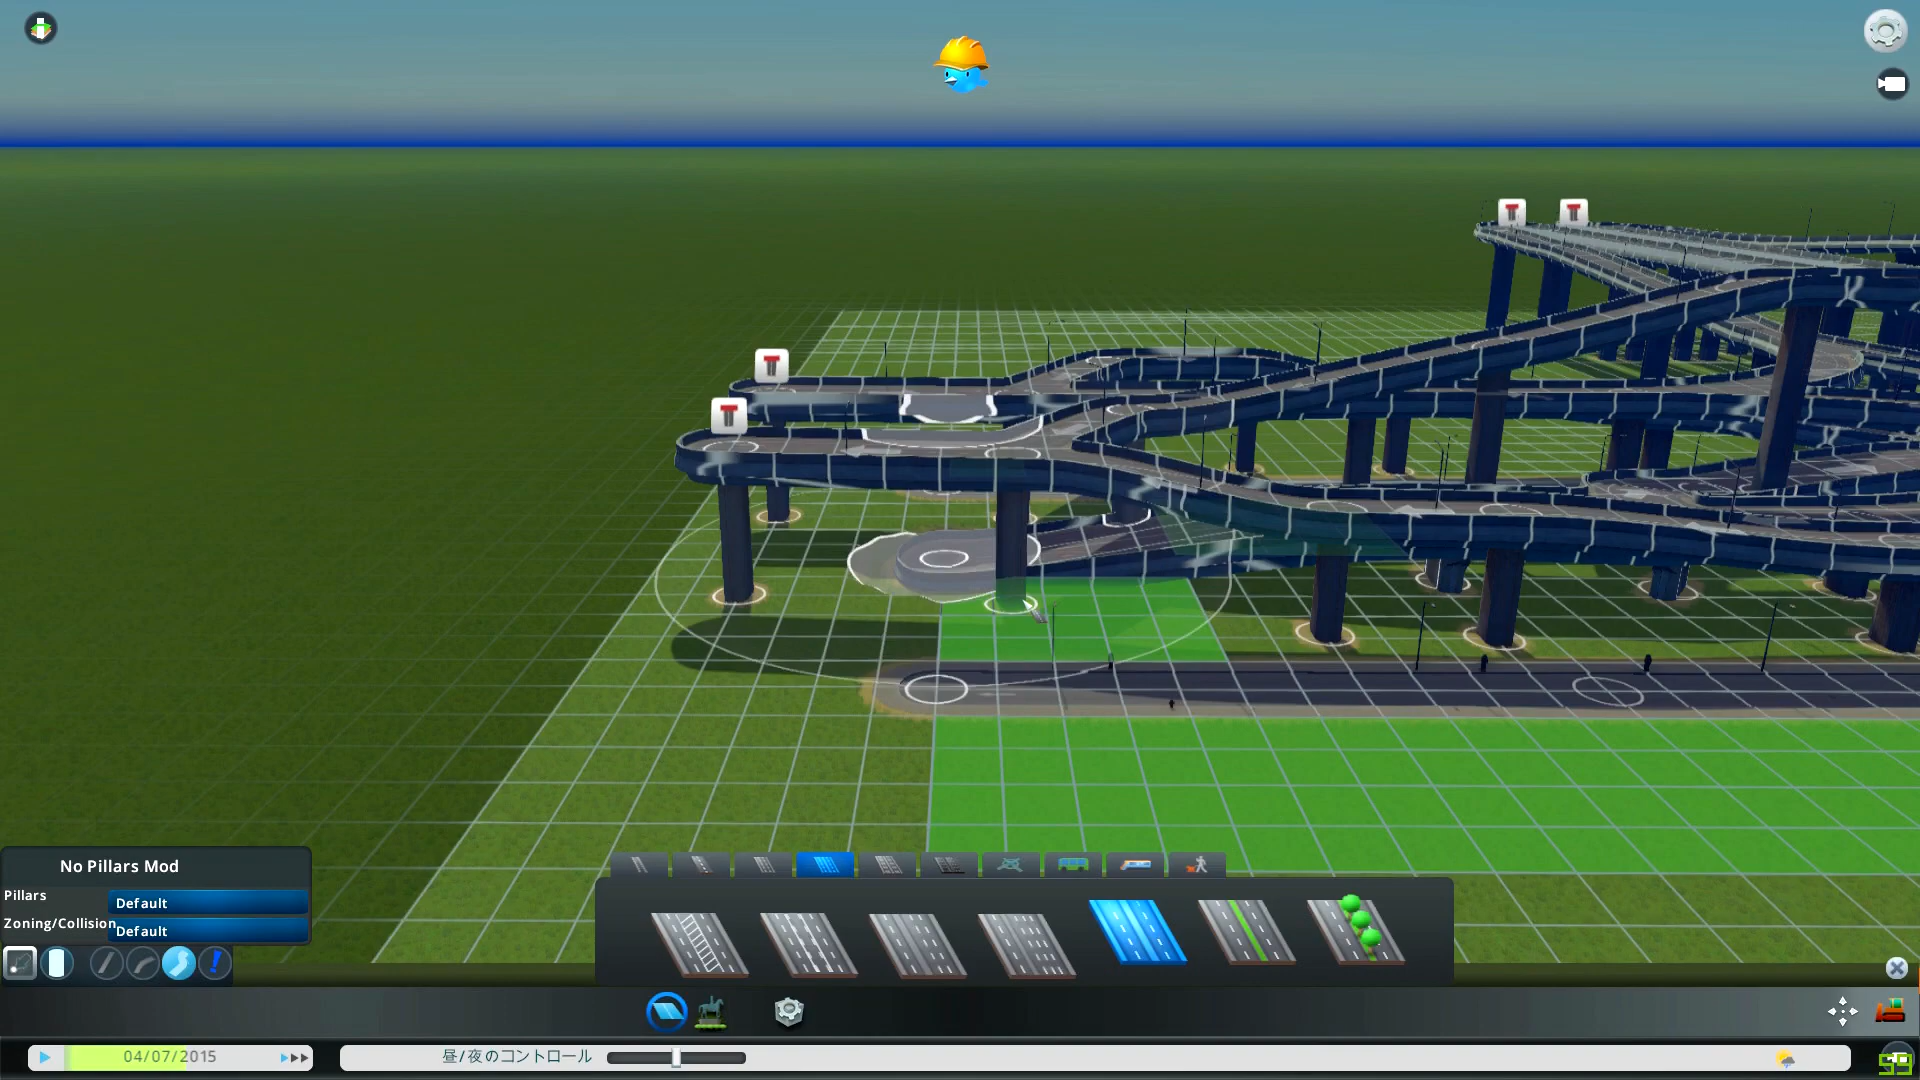 No Pillars Mod
Pillars
Default
Zoning/Collision
Default
04/07/2015
昼/夜のコントロール
59